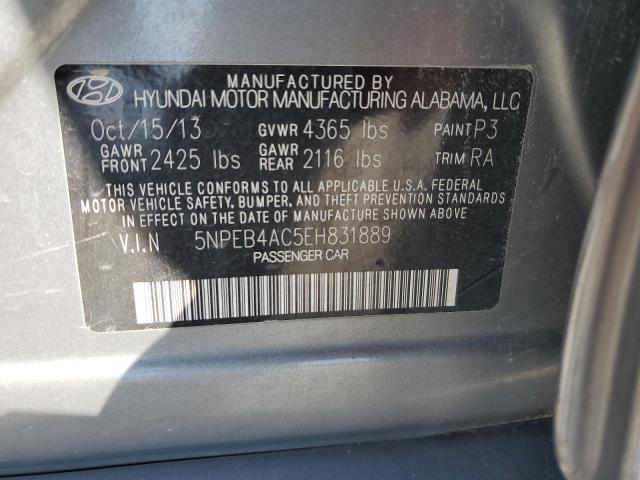 MANUFACTURED BY
HYUNDAI MOTOR MANUFACTURING ALABAMA, LLC
Oct/15/13 GVWR 4365 lbs PAINT P3
GAWR FRONT 2425 lbs GAWR REAR 2116 lbs TRIM RA
THIS VEHICLE CONFORMS TO ALL APPLICABLE U.S.A. FEDERAL
MOTOR VEHICLE SAFETY, BUMPER, AND THEFT PREVENTION STANDARDS
IN EFFECT ON THE DATE OF MANUFACTURE SHOWN ABOVE.
V.I.N 5NPEB4AC5EH831889
PASSENGER CAR